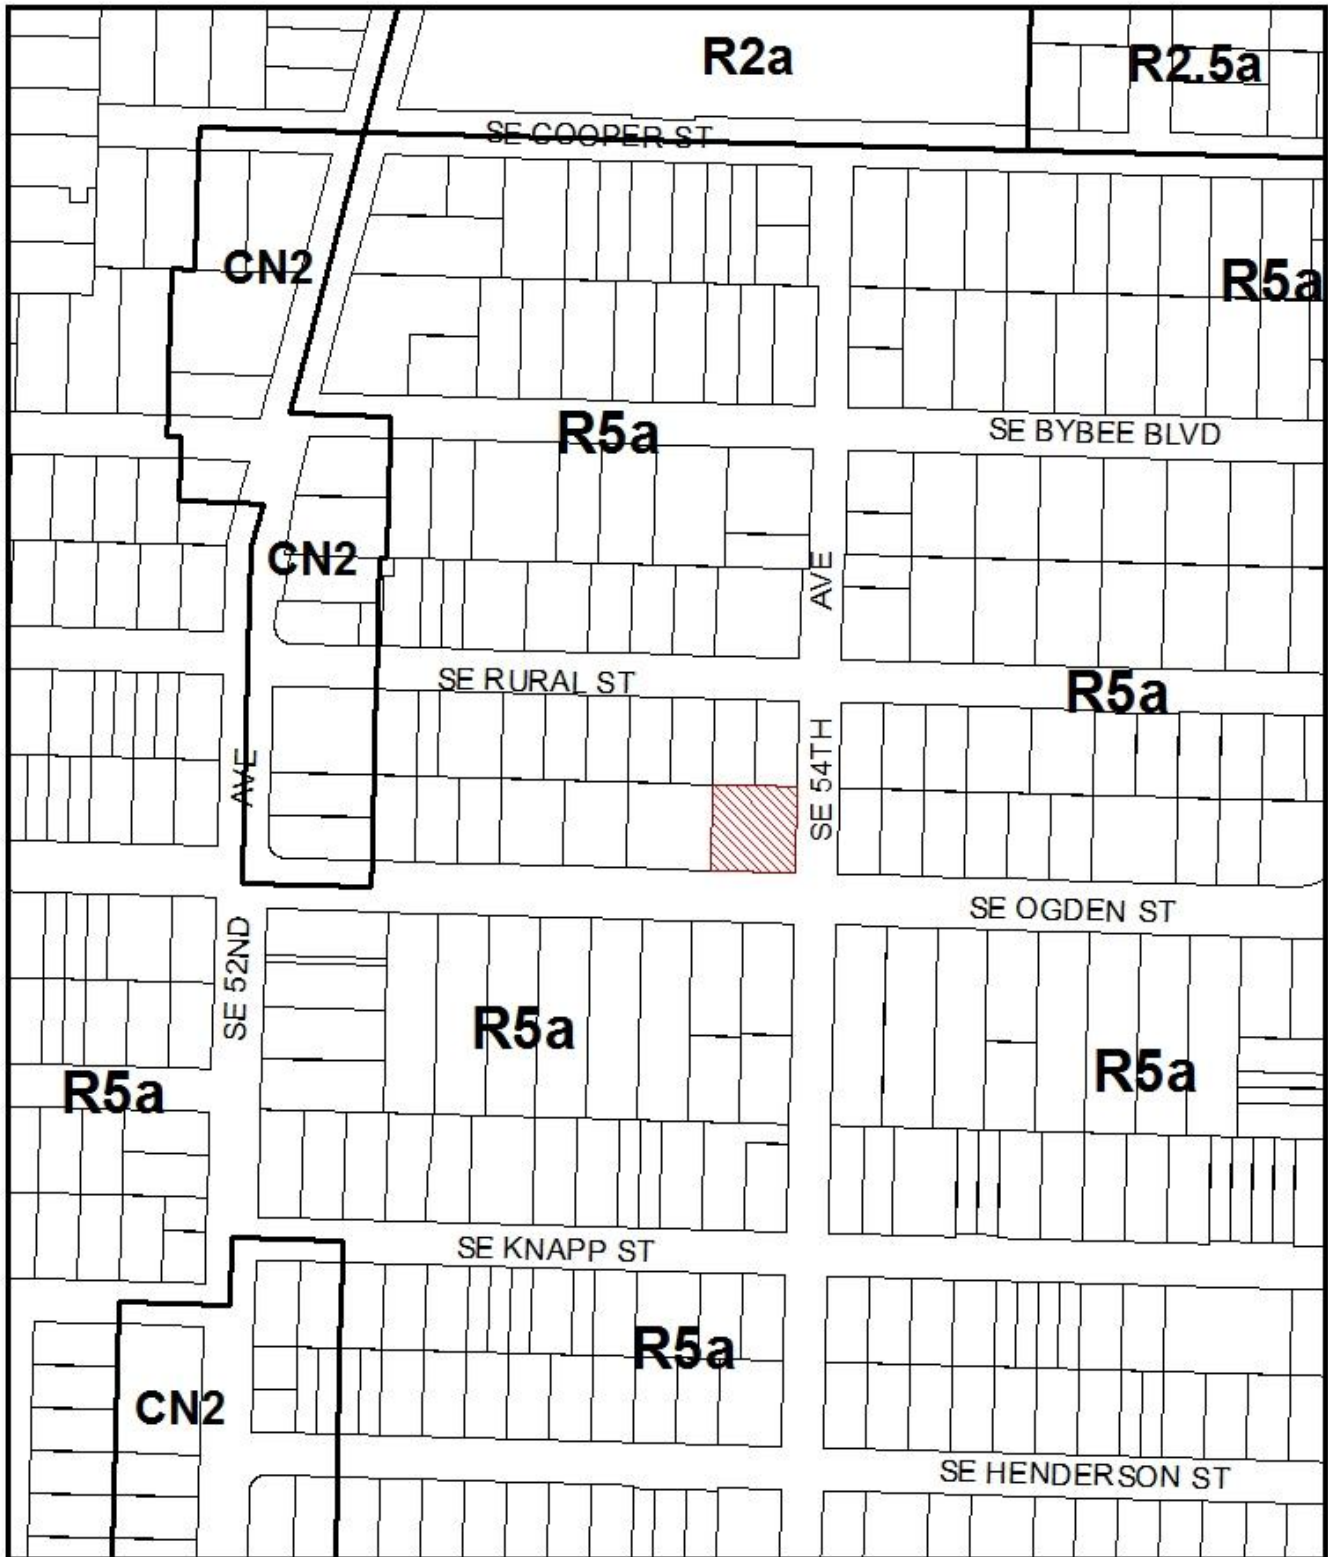 R2a
R2.5a
SE COOPER ST
CN2
R5a
R5a
SE BYBEE BLVD
CN2
AVE
SE RURAL ST
R5a
AVE
SE 54TH
SE OGDEN ST
SE 52ND
R5a
R5a
R5a
SE KNAPP ST
R5a
CN2
SE HENDERSON ST